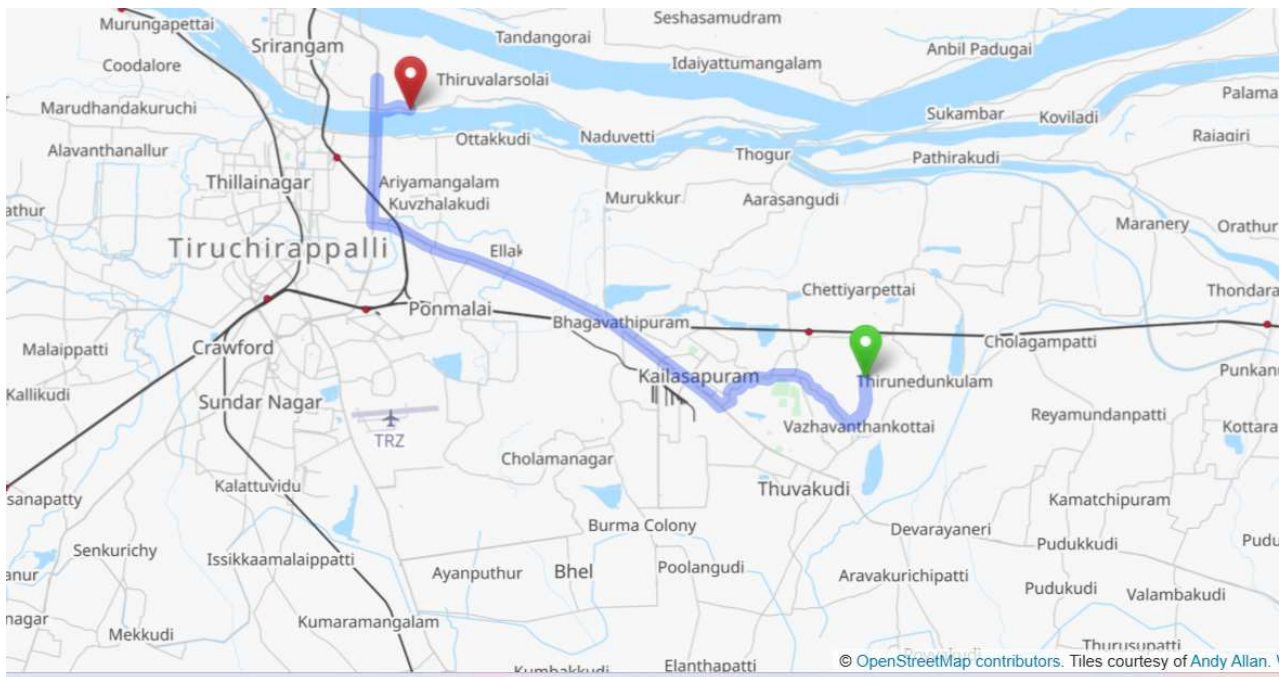 Murungapettai
Seshasamudram
Srirangam
Tandangorai
Anbil Padugai
Coodalore
Idaiyattumangalam
Thiruvalarsolai
Palama
Marudhandakuruchi
Sukambar
Koviladi
Ottakkudi
Naduvetti
Raiagiri
Alavanthanallur
Thogur
Pathirakudi
Thillainagar
Ariyamangalam
Kuvzhalakudi
Murukkur
Aarasangudi
athur
Maranery
Orathur
Tiruchirappalli
Ellak
Chettiyarpettai
Thondara
Ponmalai
Bhagavathipuram
Cholagampatti
Malaippatti
Crawford
Kailasapuram
Thirunedunkulam
Punkanu
Kallikudi
Sundar Nagar
Reyamundanpatti
TRZ
Vazhavanthankottai
Kottara
Cholamanagar
sanapatty
Kalattuvidu
Thuvakudi
Kamatchipuram
Burma Colony
Devarayaneri
Senkurichy
Issikkaamalaippatti
Pudukkudi
Pudu
anur
Ayanputhur
Bhel
Poolangudi
Aravakurichipatti
Pudukudi
Valambakudi
nagar
Mekkudi
Kumaramangalam
Thurusupatti
Kumbakkudi
Elanthapatti
© OpenStreetMap contributors. Tiles courtesy of Andy Allan.